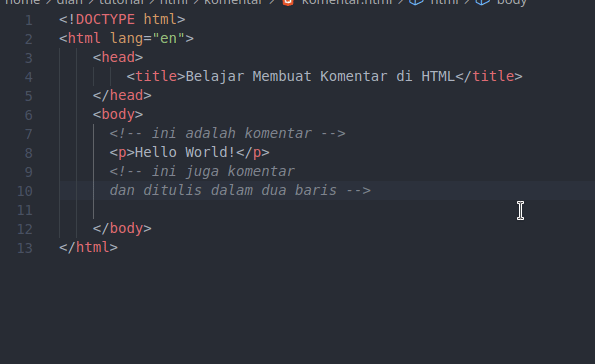 home > dian > tutorial > html > komentar > komentar.html > html > body
1 <!DOCTYPE html>
2 <html lang="en">
3 <head>
4 <title>Belajar Membuat Komentar di HTML</title>
5 </head>
6 <body>
7 <!-- ini adalah komentar -->
8 <p>Hello World!</p>
9 <!-- ini juga komentar
10 dan ditulis dalam dua baris -->
11
12 </body>
13 </html>